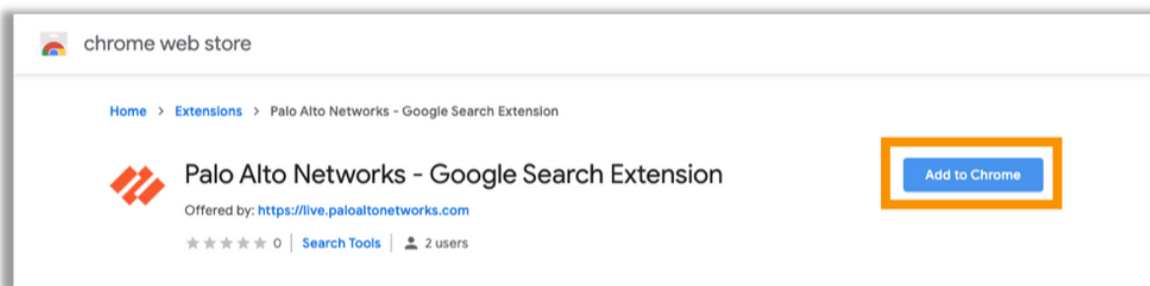 chrome web store
Home > Extensions > Palo Alto Networks - Google Search Extension
Palo Alto Networks - Google Search Extension
Add to Chrome
Offered by: https://live.paloaltonetworks.com
0 | Search Tools | 2 users